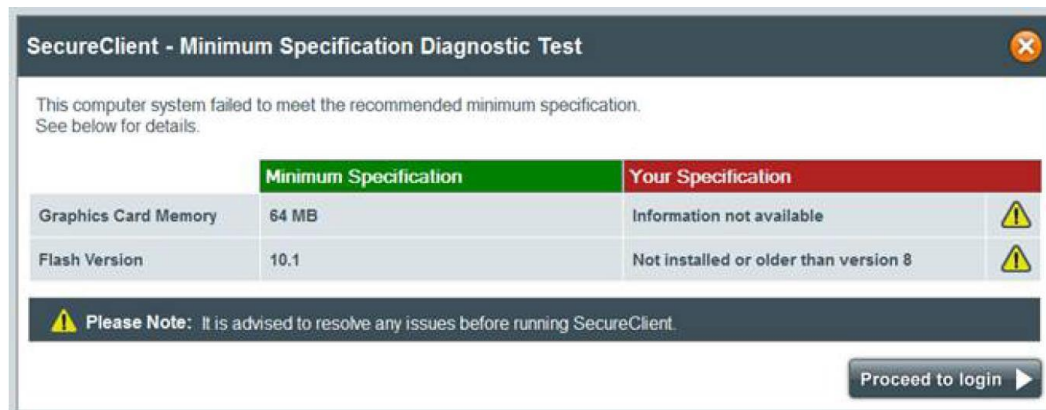 SecureClient - Minimum Specification Diagnostic Test
This computer system failed to meet the recommended minimum specification.
See below for details.
Minimum Specification Your Specification
Graphics Card Memory 64 MB Information not available
Flash Version 10.1 Not installed or older than version 8
Please Note: It is advised to resolve any issues before running SecureClient.
Proceed to login